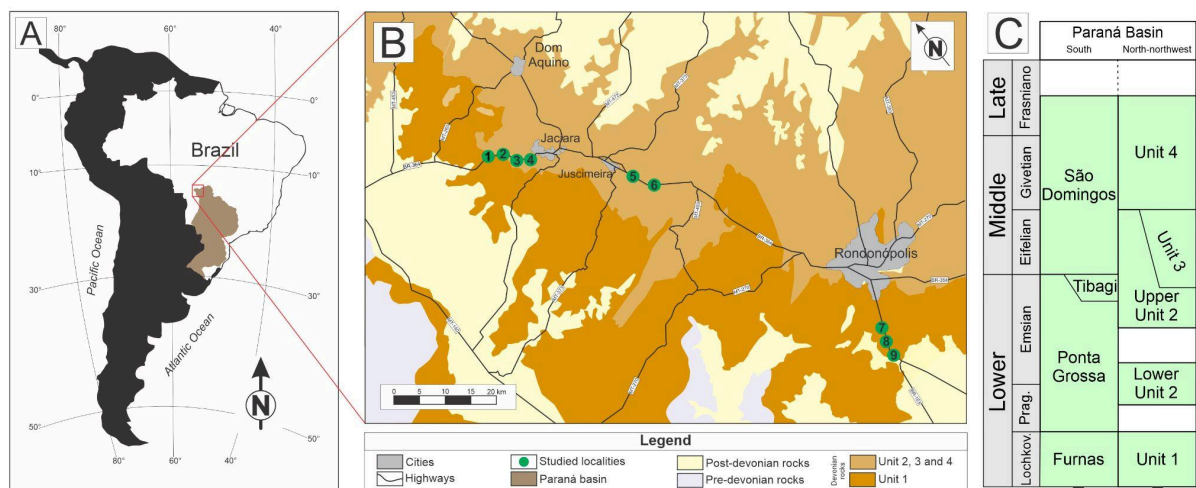 A
80°
60°
40°
0°
0°
Brazil
10°
10°
Pacific Ocean
30°
30°
Atlantic Ocean
N
50°
50°
80°
60°
40°
B
N
Dom
Aquino
Jaciara
1
2
3
4
Juscimeira
5
6
Rondonópolis
7
8
9
0 5 10 15 20 km
Legend
Cities
Highways
Studied localities
Paraná basin
Post-devonian rocks
Pre-devonian rocks
Devonian
rocks
Unit 2, 3 and 4
Unit 1
C
Paraná Basin
South
North-northwest
Late
Frasniano
Middle
Givetian
Eifelian
São
Domingos
Unit 4
Unit 3
Lower
Emsian
Tibagi
Upper
Unit 2
Ponta
Grossa
Lower
Unit 2
Prag.
Lochkov.
Furnas
Unit 1